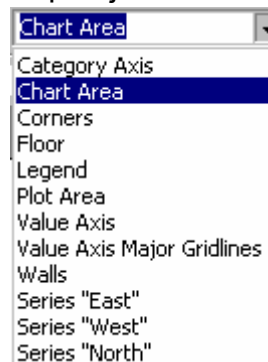 Chart Area
Category Axis
Chart Area
Corners
Floor
Legend
Plot Area
Value Axis
Value Axis Major Gridlines
Walls
Series "East"
Series "West"
Series "North"